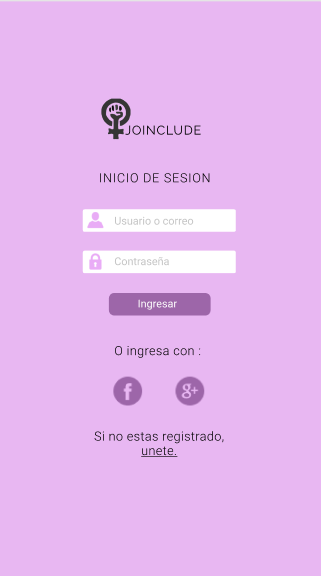 JOINCLUDE
INICIO DE SESION
Usuario o correo
Contraseña
Ingresar
O ingresa con :
f g+
Si no estas registrado,
unete.